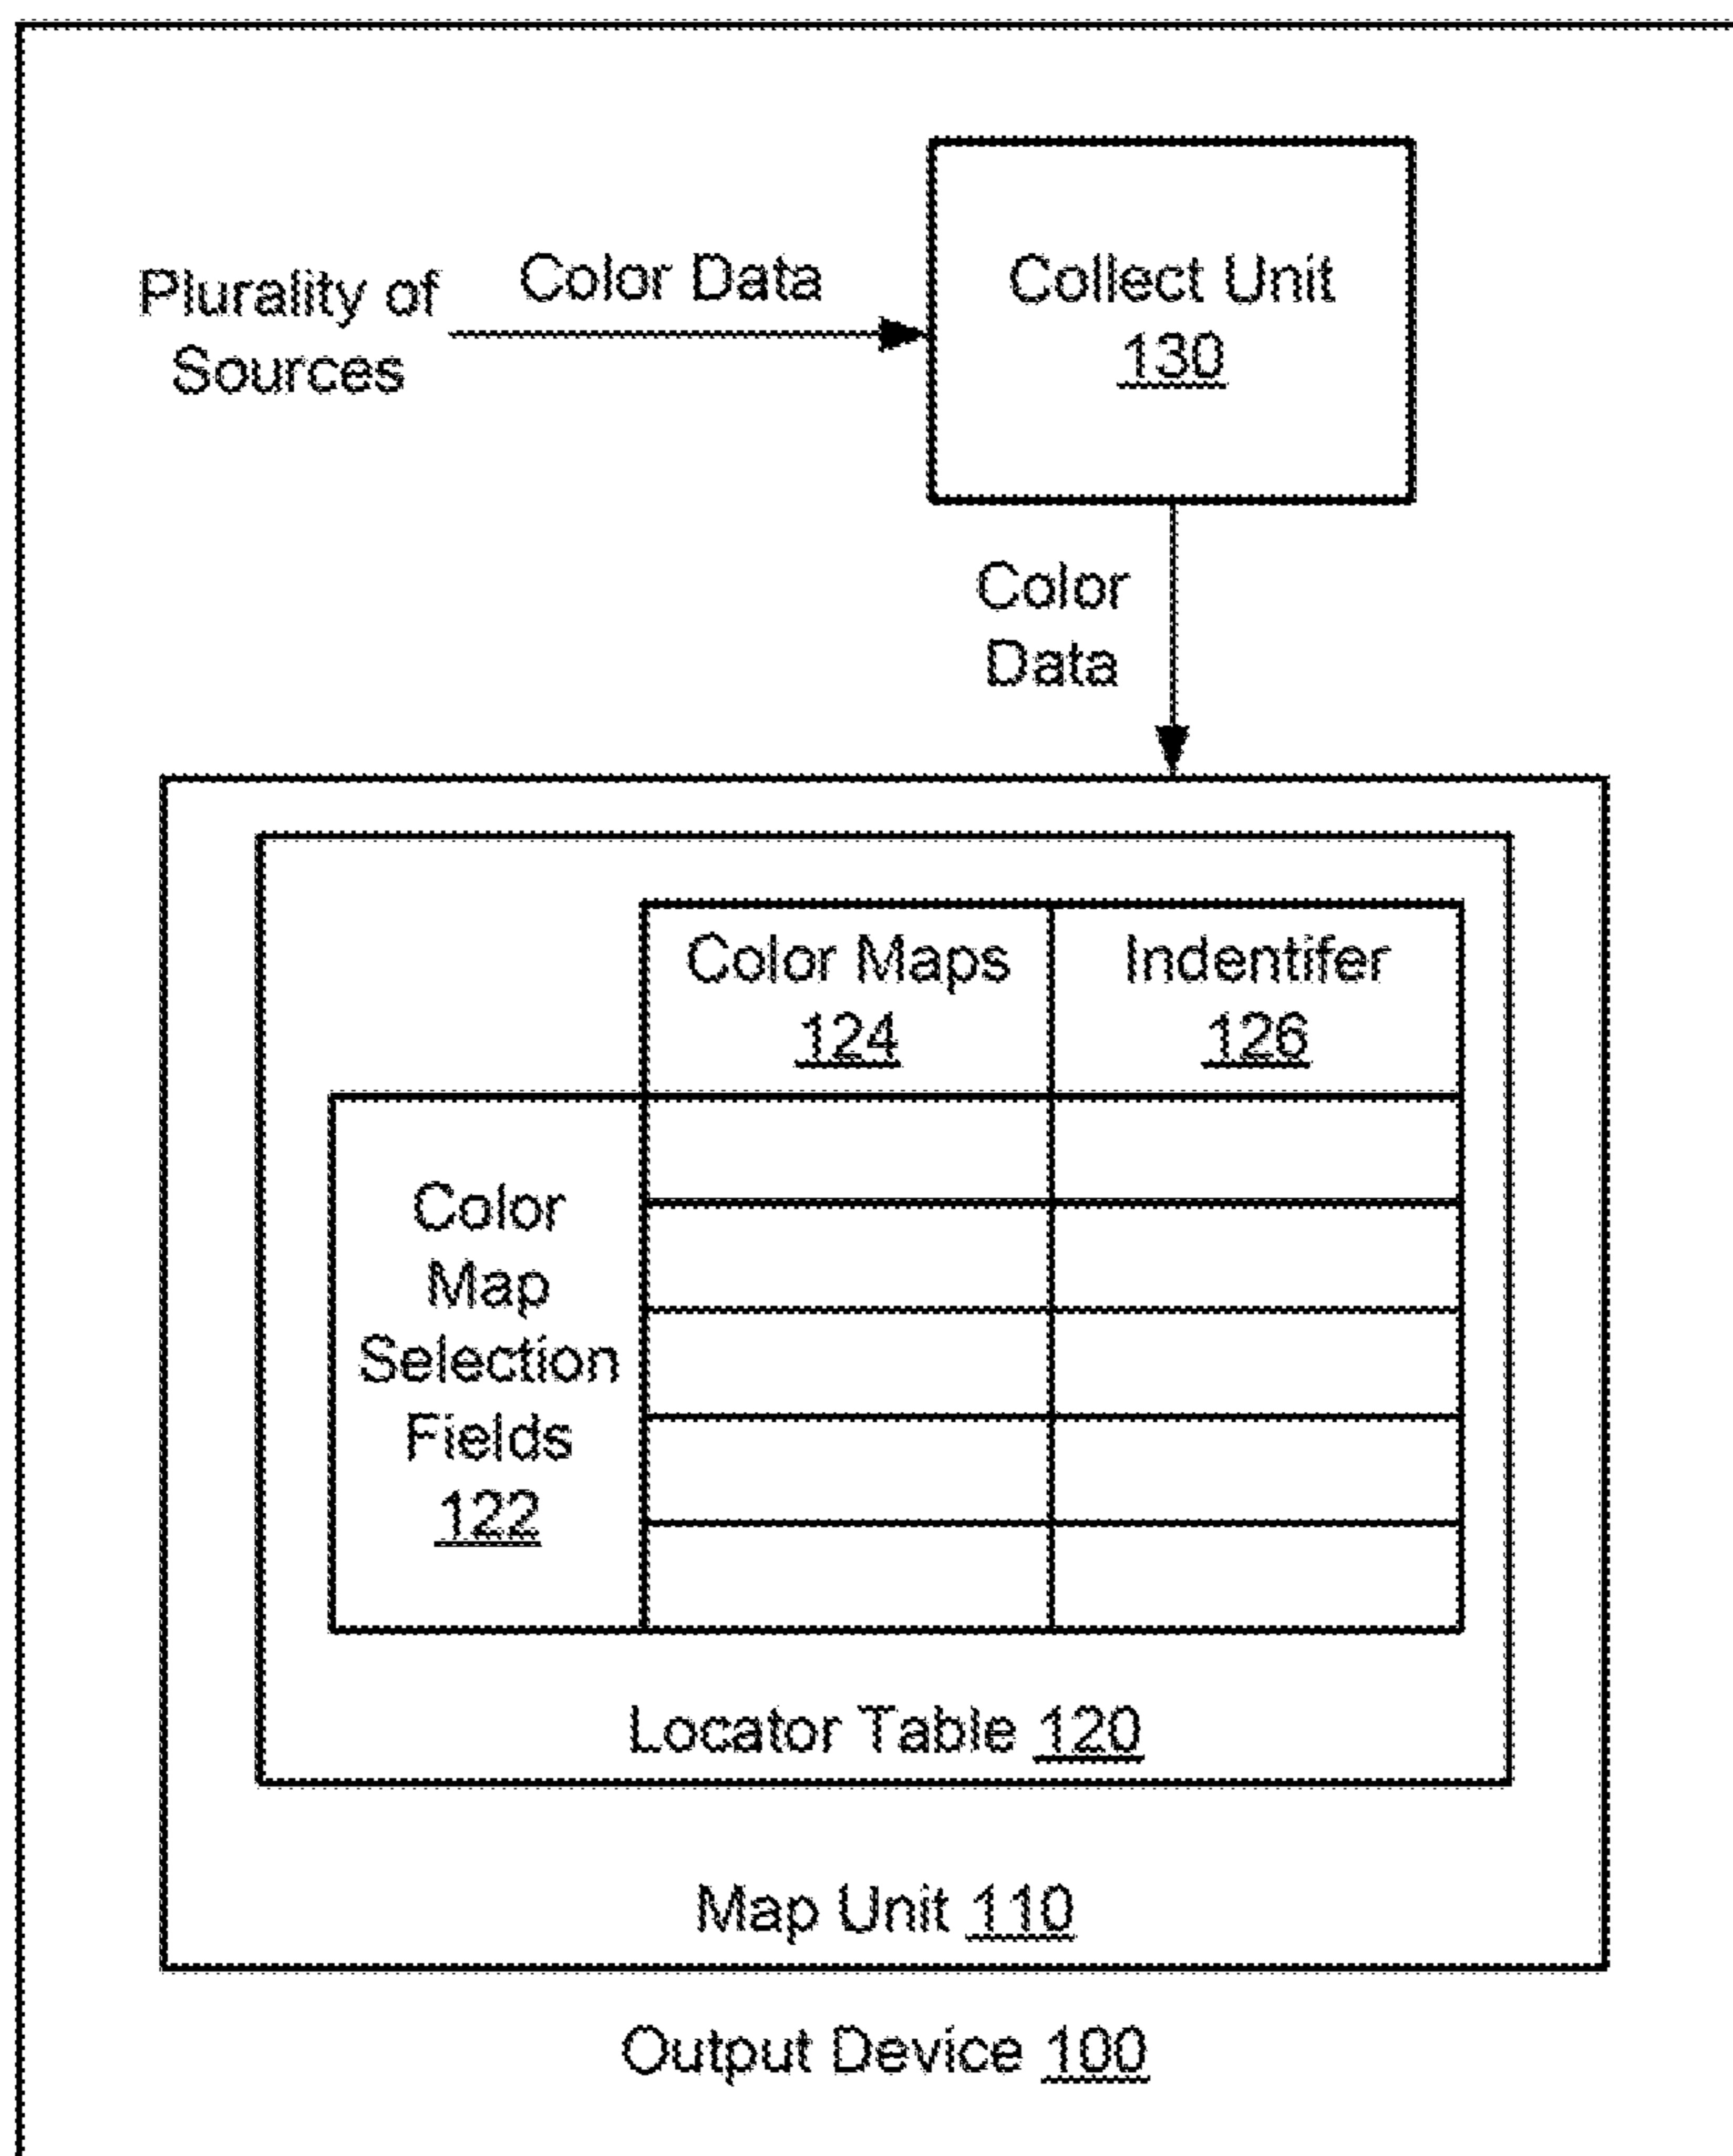 Plurality of
Sources
Color Data
Collect Unit
130
Color
Data
Color Maps
124
Indentifer
126
Color
Map
Selection
Fields
122
Locator Table 120
Map Unit 110
Output Device 100